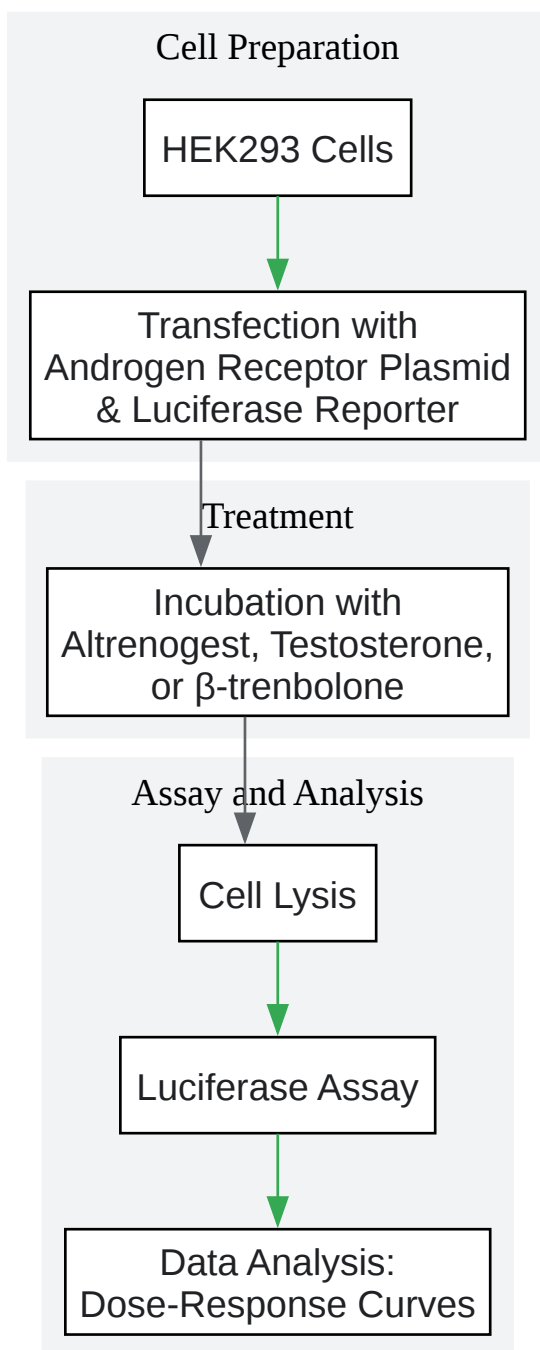 Cell Preparation
HEK293 Cells
Transfection with
Androgen Receptor Plasmid
& Luciferase Reporter
Treatment
Incubation with
Altrenogest, Testosterone,
or β-trenbolone
Assay and Analysis
Cell Lysis
Luciferase Assay
Data Analysis:
Dose-Response Curves